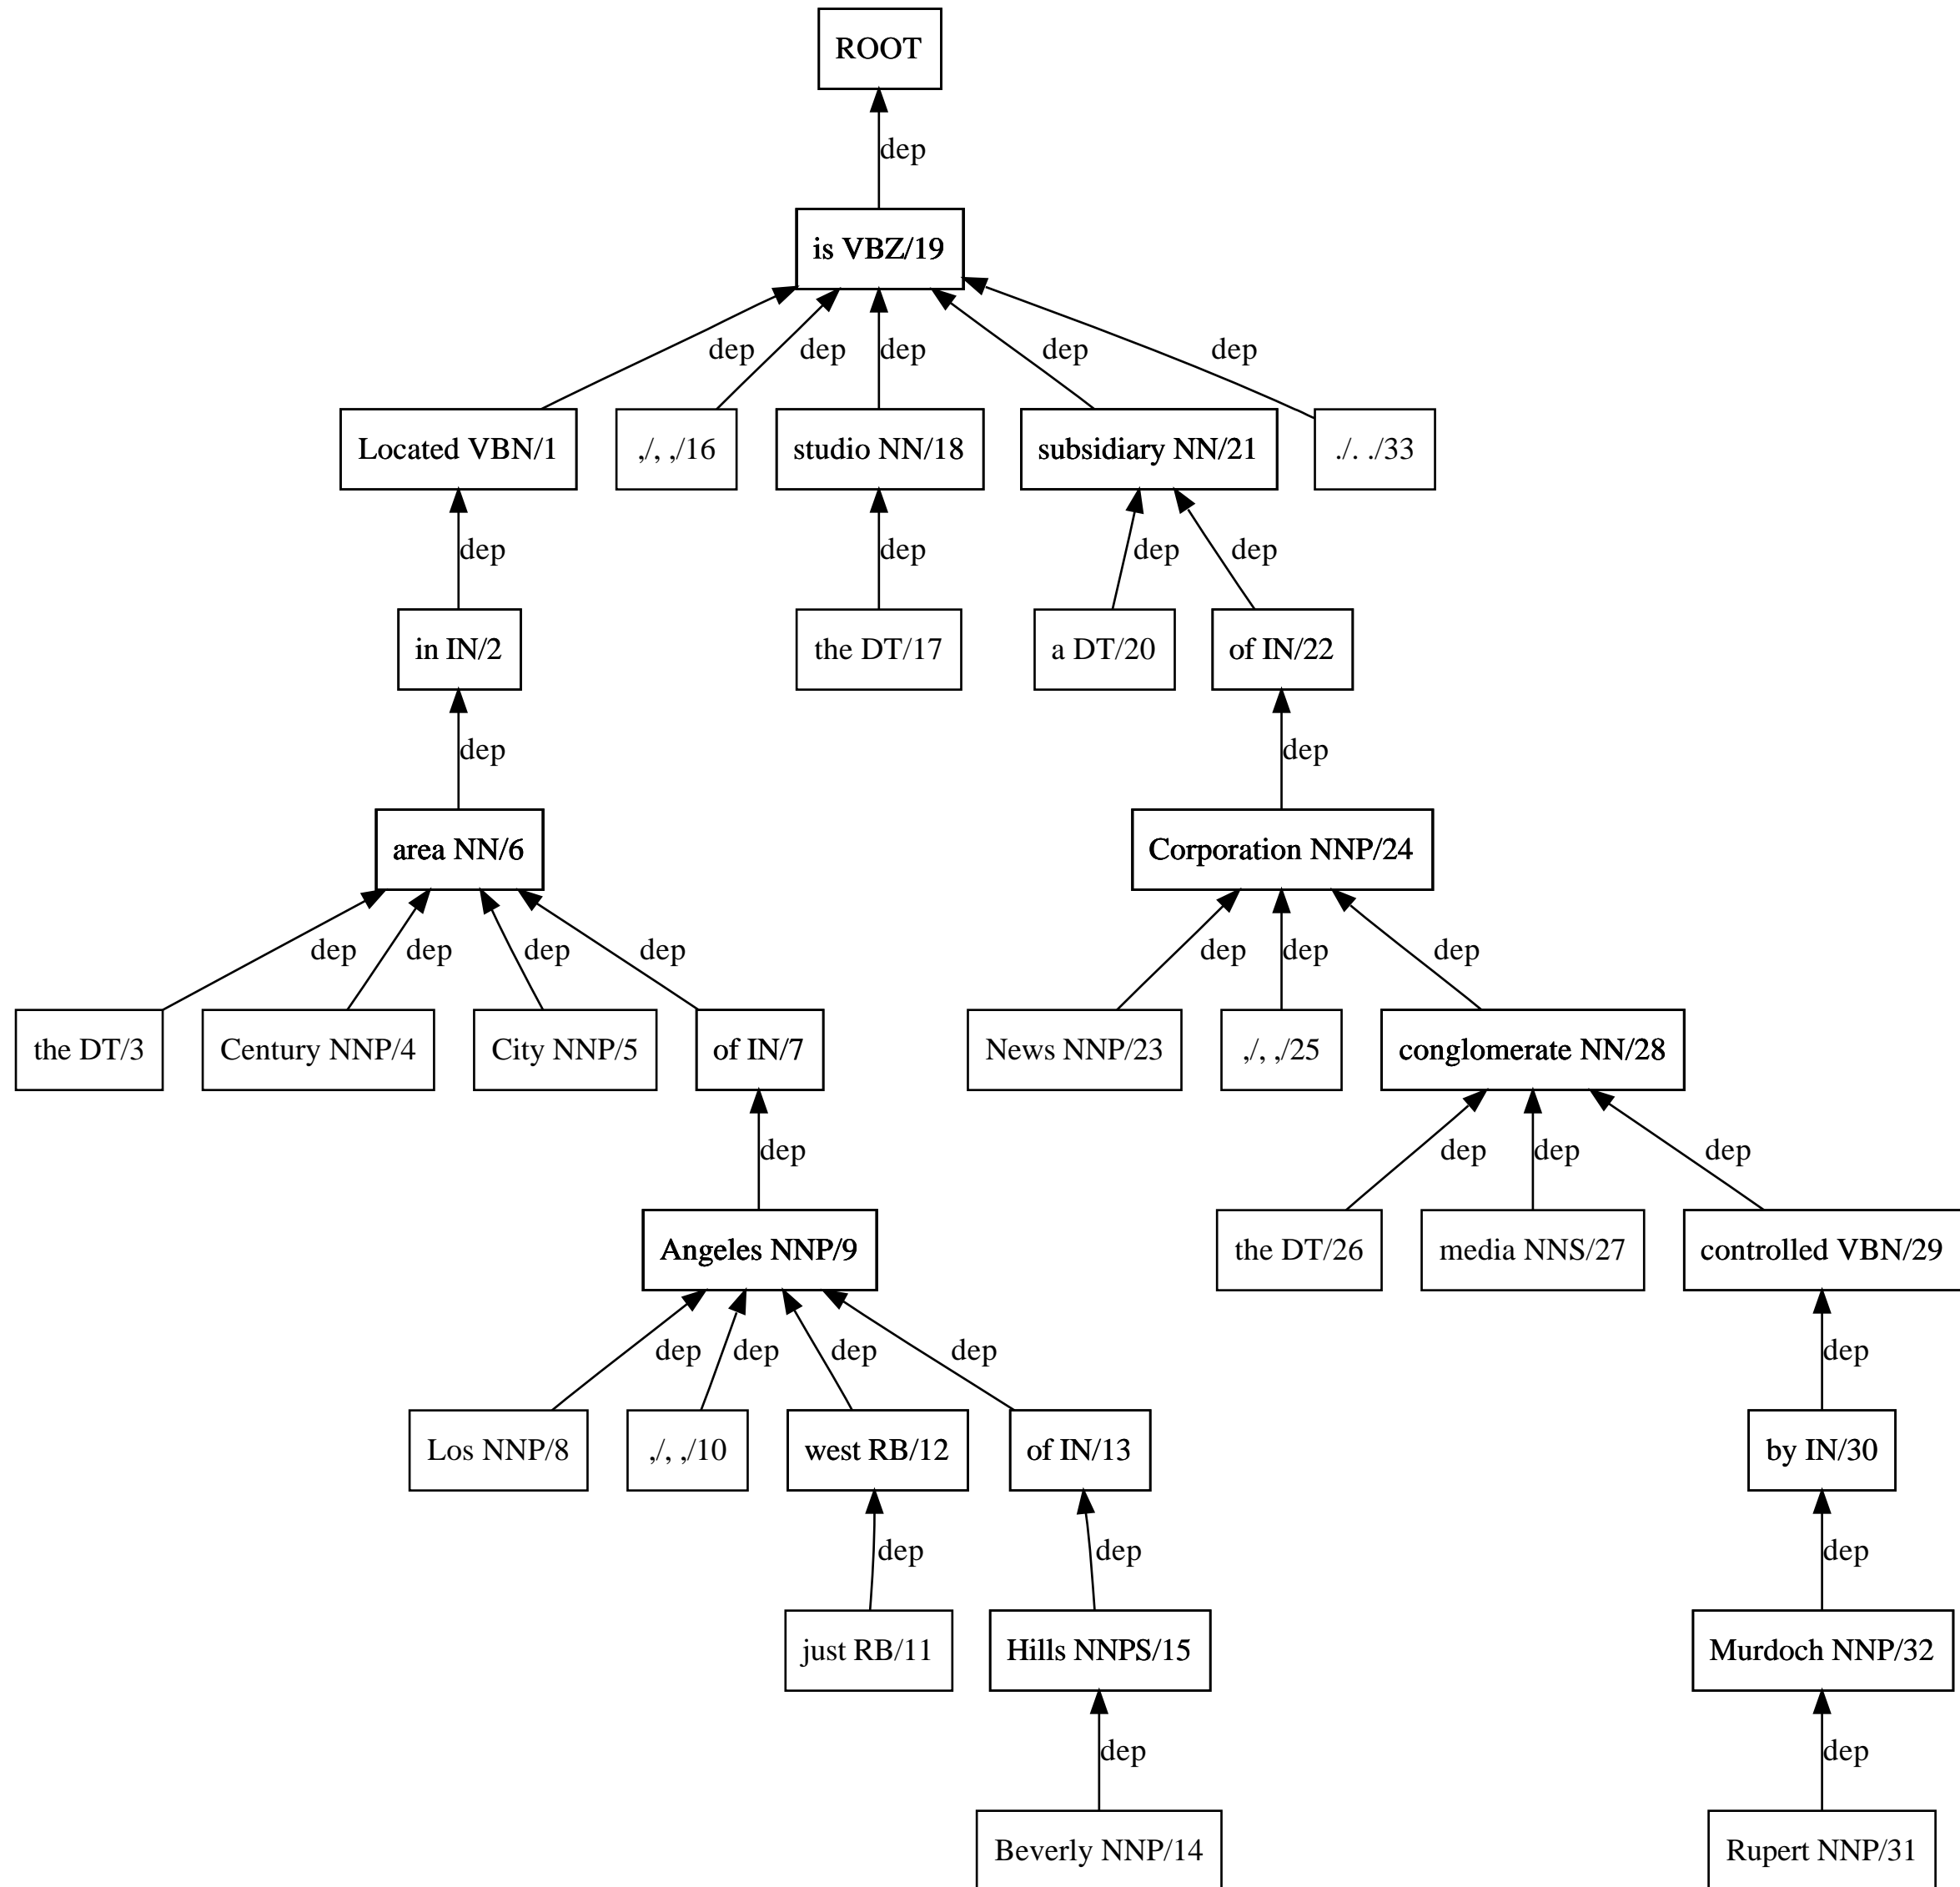 ROOT
dep
is VBZ/19
dep dep dep dep dep
Located VBN/1 ,/, ,/16 studio NN/18 subsidiary NN/21 ./. ./33
dep dep dep dep
in IN/2 the DT/17 a DT/20 of IN/22
dep dep
area NN/6 Corporation NNP/24
dep dep dep dep dep dep dep
the DT/3 Century NNP/4 City NNP/5 of IN/7 News NNP/23 ,/, ,/25 conglomerate NN/28
dep dep dep dep
Angeles NNP/9 the DT/26 media NNS/27 controlled VBN/29
dep dep dep dep dep
Los NNP/8 ,/, ,/10 west RB/12 of IN/13 by IN/30
dep dep dep
just RB/11 Hills NNPS/15 Murdoch NNP/32
dep dep
Beverly NNP/14 Rupert NNP/31